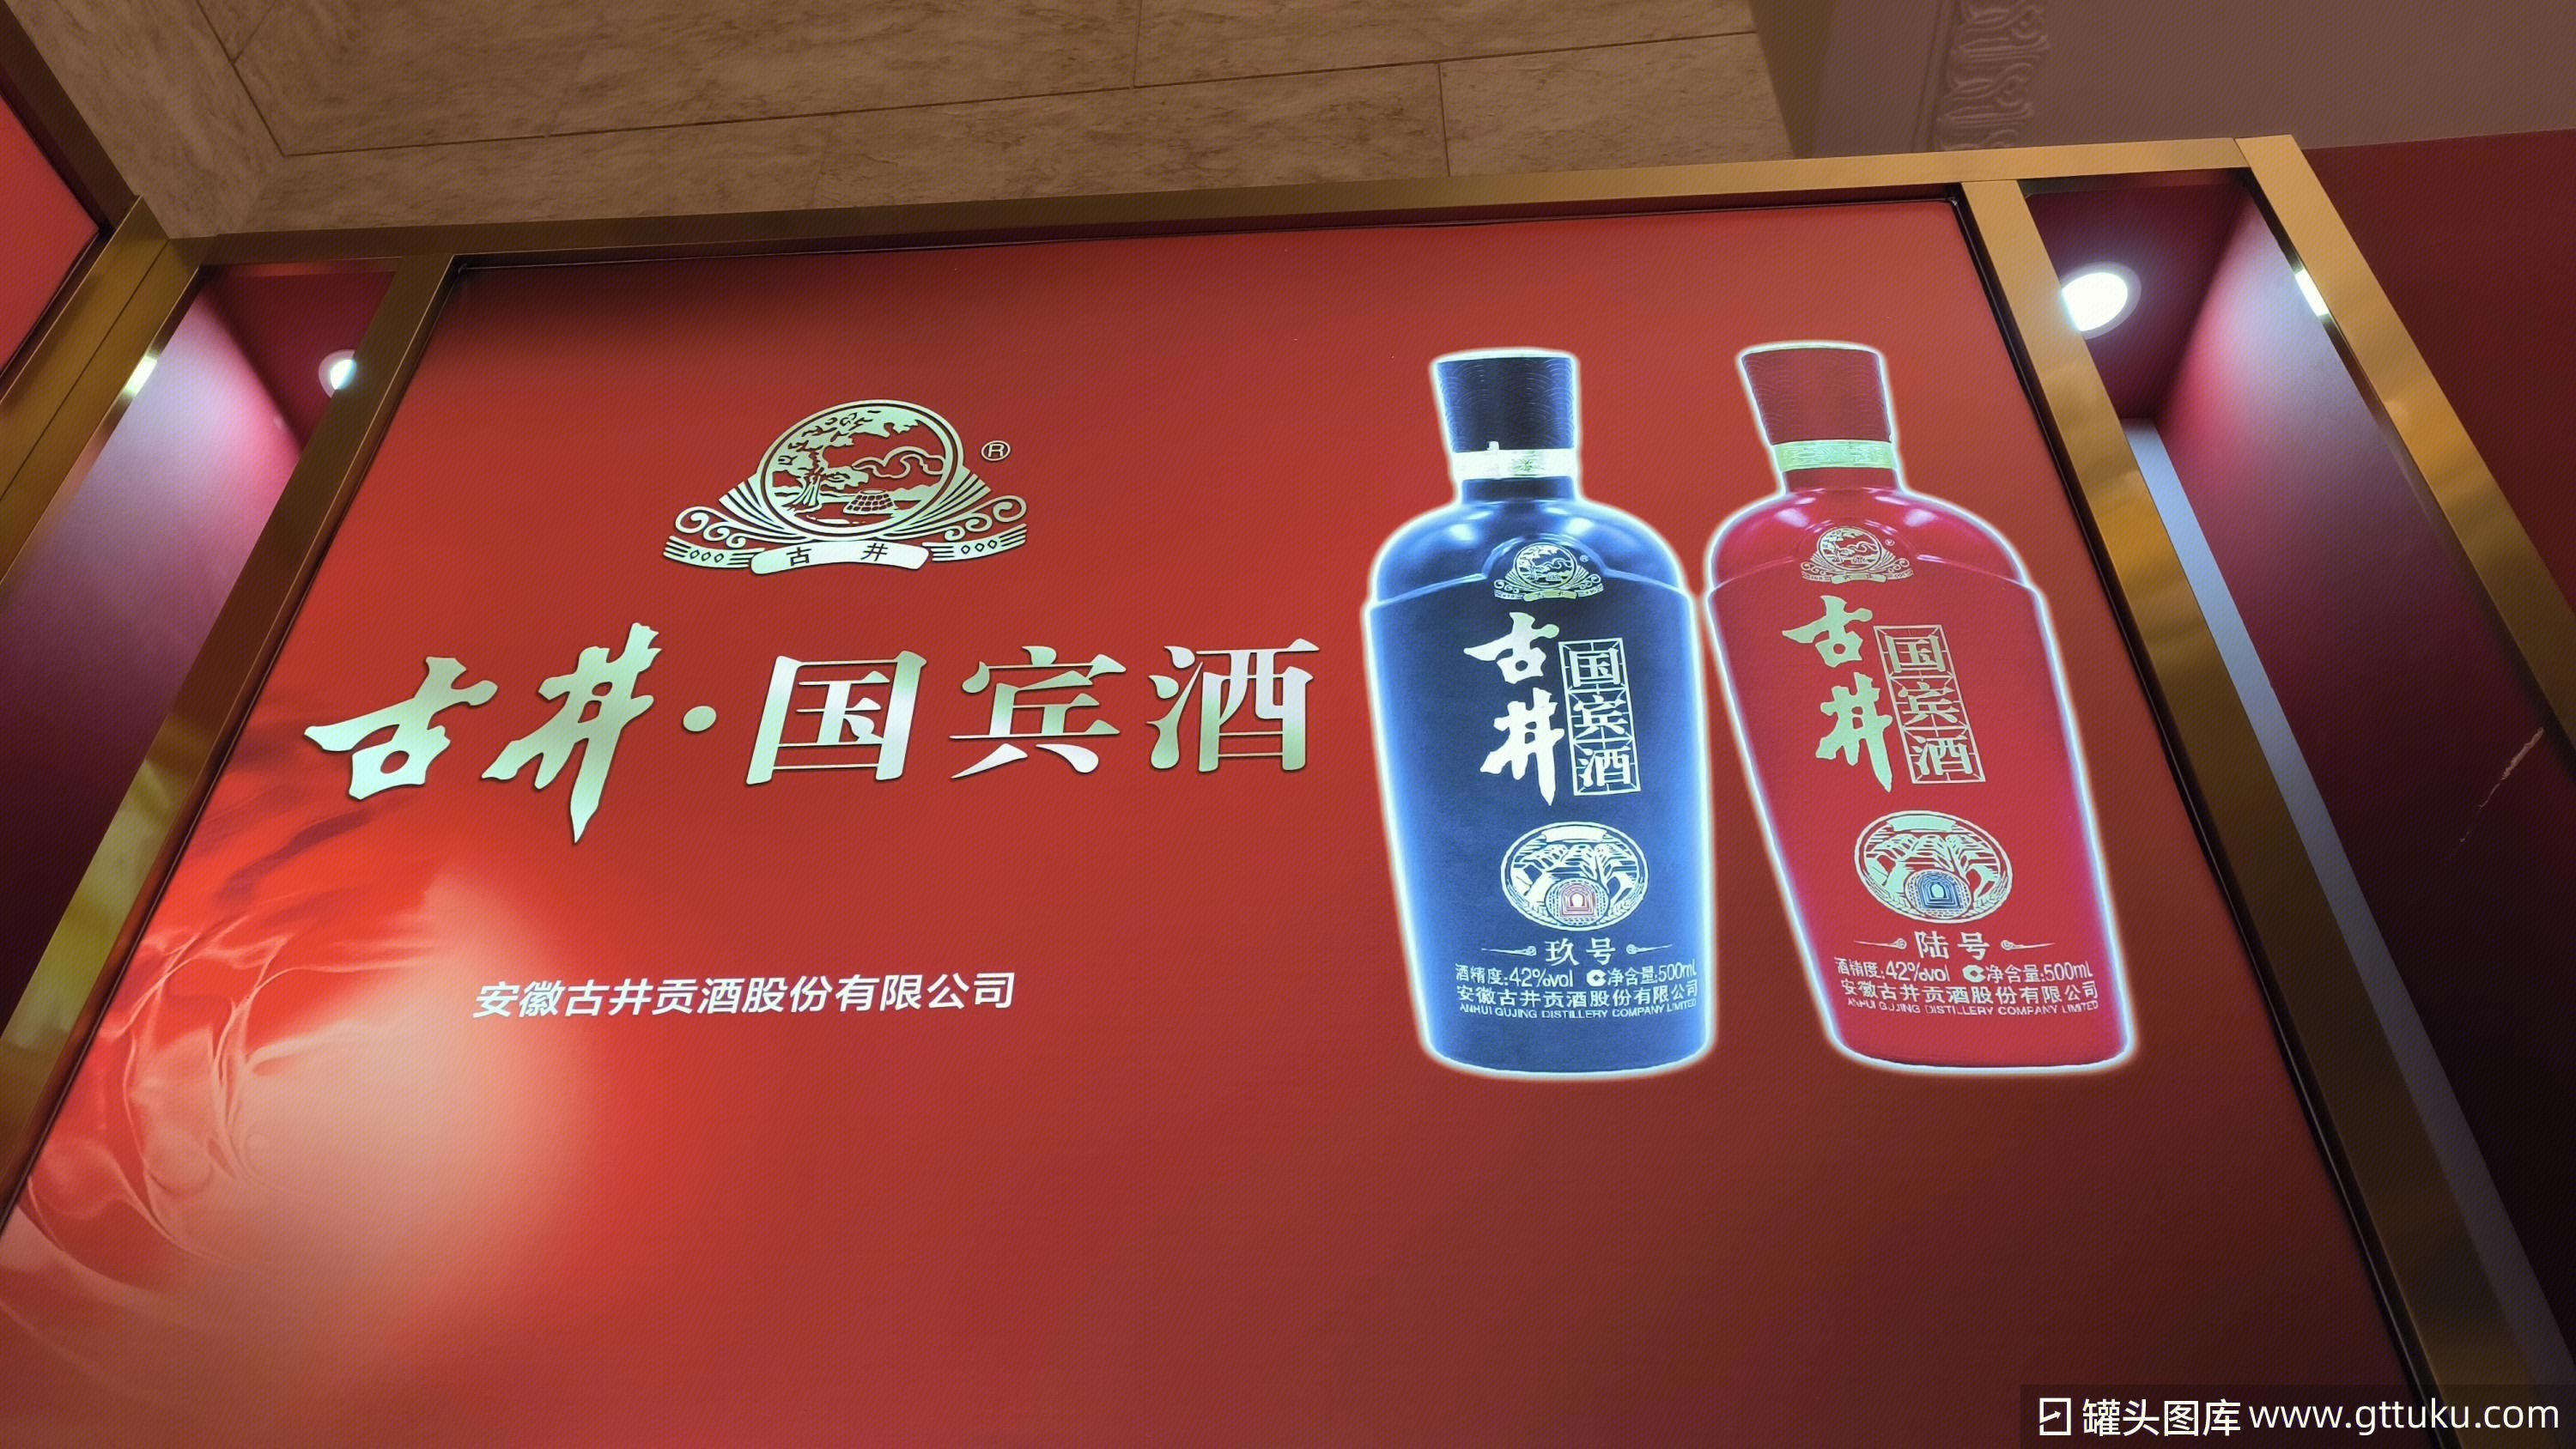 ®
古 井
古井·国宾酒
安徽古井贡酒股份有限公司
古井
国宾酒
玖号
酒精度:42%vol C净含量:500mL
安徽古井贡酒股份有限公司
ANHUI GUJING DISTILLERY COMPANY LIMITED
古井
国宾酒
陆号
酒精度:42%vol C净含量:500mL
安徽古井贡酒股份有限公司
ANHUI GUJING DISTILLERY COMPANY LIMITED
罐头图库 www.gttuku.com